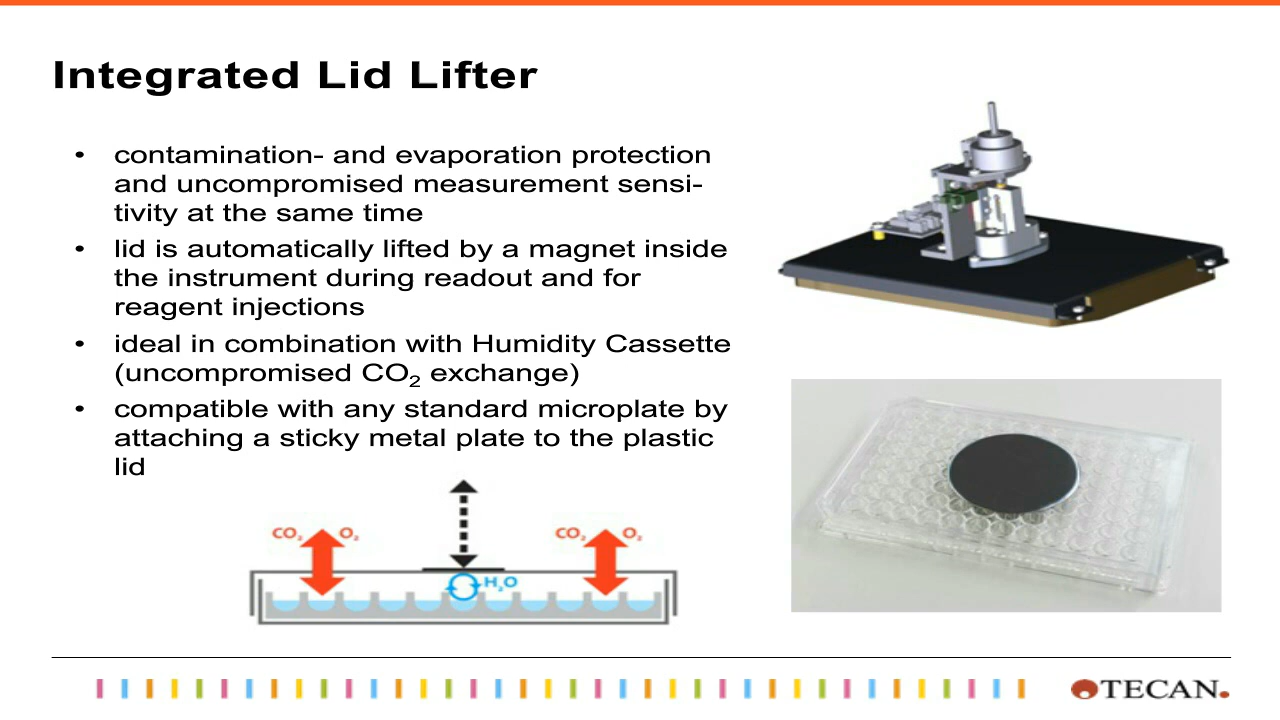 Integrated Lid Lifter
• contamination- and evaporation protection
and uncompromised measurement sensi-
tivity at the same time
• lid is automatically lifted by a magnet inside
the instrument during readout and for
reagent injections
• ideal in combination with Humidity Cassette
(uncompromised CO₂ exchange)
• compatible with any standard microplate by
attaching a sticky metal plate to the plastic
lid
CO₂ O₂ CO₂ O₂
H₂O
TECAN.